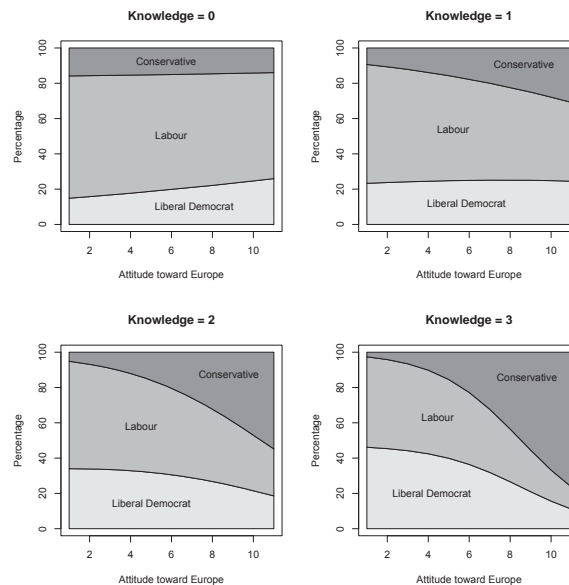 Knowledge = 0
Percentage
0 20 40 60 80 100
Conservative
Labour
Liberal Democrat
2 4 6 8 10
Attitude toward Europe
Knowledge = 1
Percentage
0 20 40 60 80 100
Conservative
Labour
Liberal Democrat
2 4 6 8 10
Attitude toward Europe
Knowledge = 2
Percentage
0 20 40 60 80 100
Conservative
Labour
Liberal Democrat
2 4 6 8 10
Attitude toward Europe
Knowledge = 3
Percentage
0 20 40 60 80 100
Conservative
Labour
Liberal Democrat
2 4 6 8 10
Attitude toward Europe